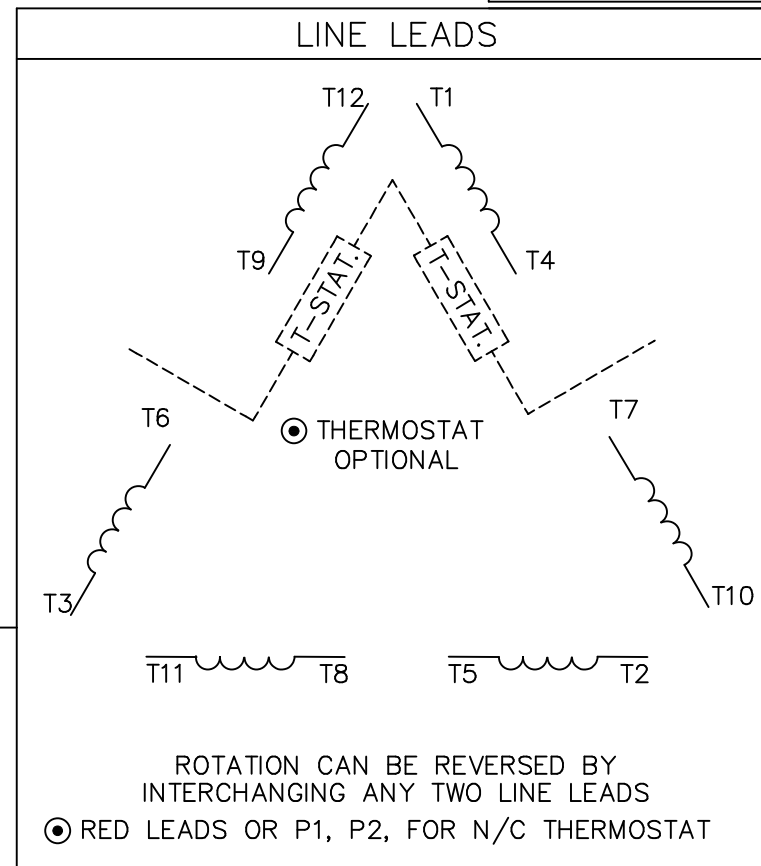 LINE LEADS
T12 T1
T9 T4
T-STAT. T-STAT.
T6 T7
THERMOSTAT
OPTIONAL
T3 T10
T11 T8 T5 T2
ROTATION CAN BE REVERSED BY
INTERCHANGING ANY TWO LINE LEADS
RED LEADS OR P1, P2, FOR N/C THERMOSTAT